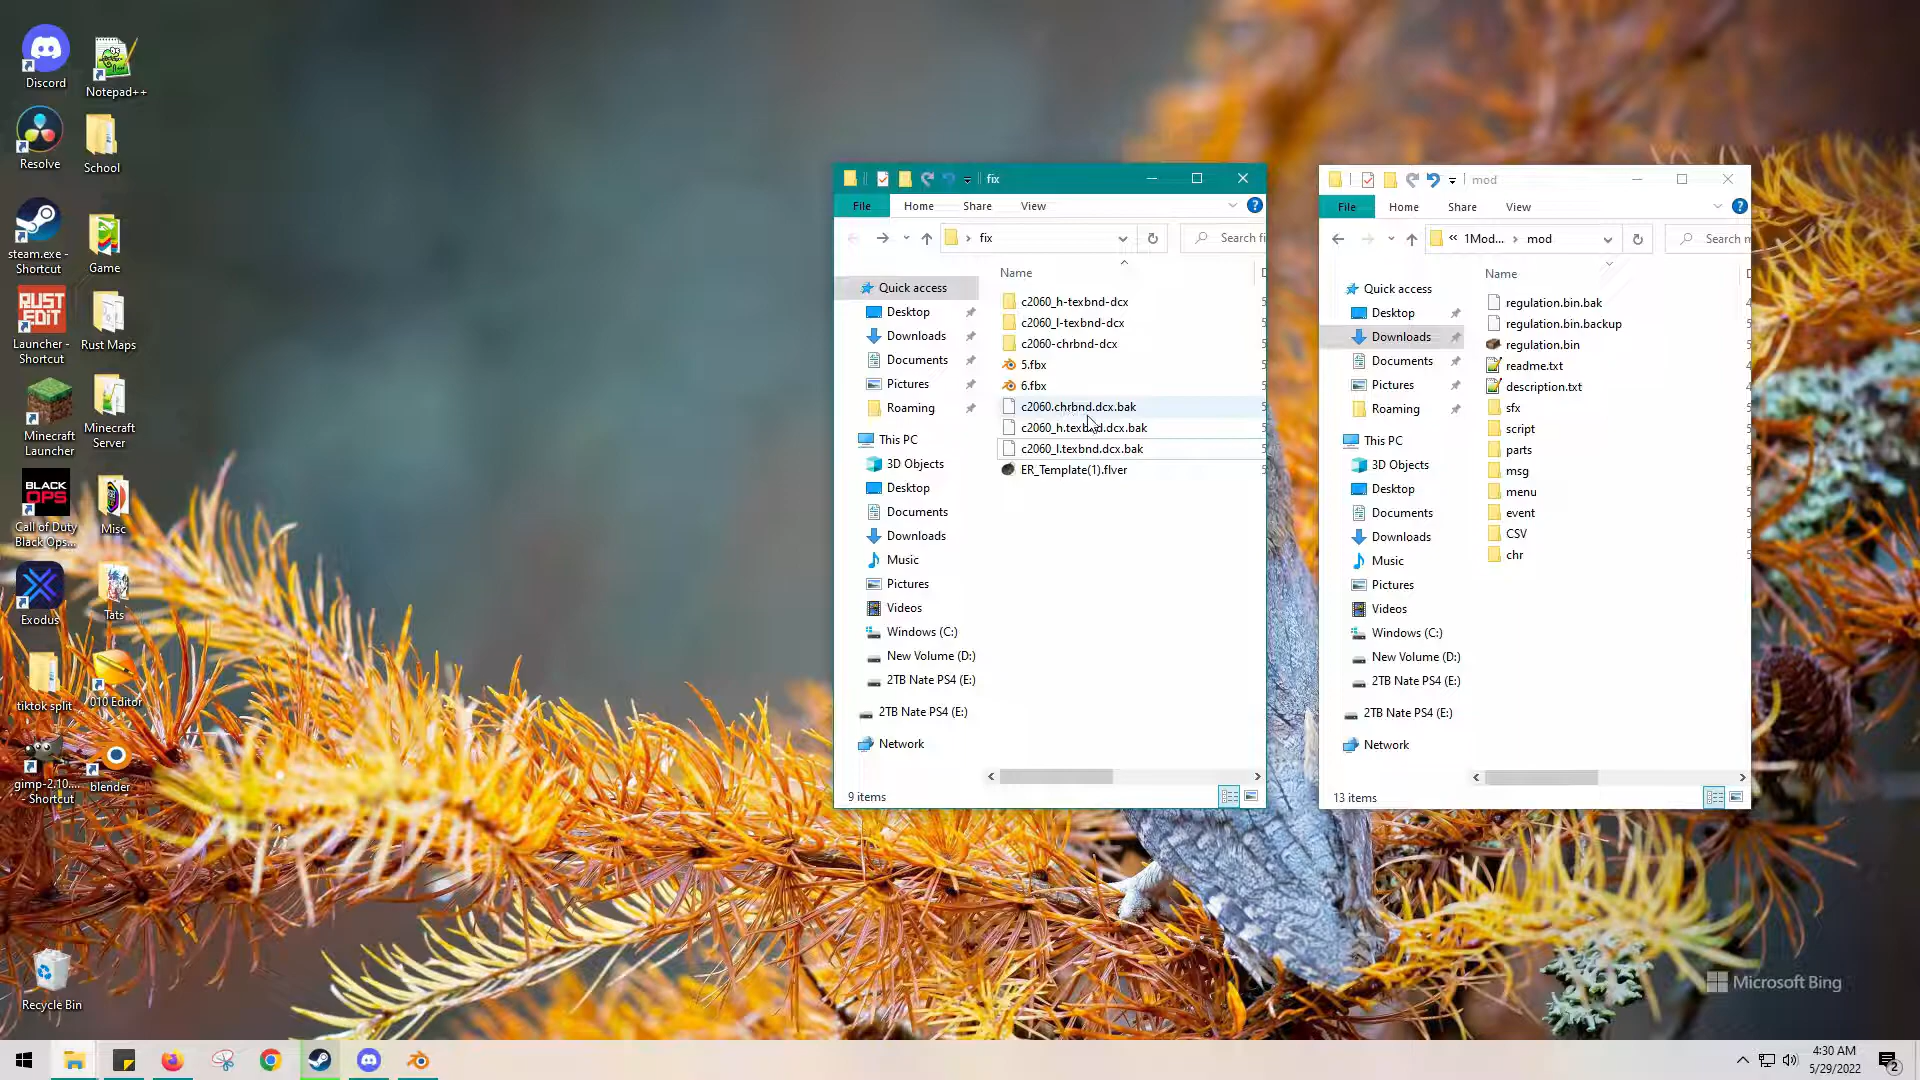 Discord
Notepad++
Resolve
School
steam.exe - Shortcut
Game
RUST EDIT
Launcher - Shortcut
Rust Maps
Minecraft Launcher
Minecraft Server
BLACK OPS
Call of Duty Black Ops...
Misc
Exodus
Tats
tiktok split
010 Editor
gimp-2.10.... - Shortcut
blender
Recycle Bin
fix
File
Home
Share
View
fix
Search fi
Name
Quick access
Desktop
Downloads
Documents
Pictures
Roaming
This PC
3D Objects
Desktop
Documents
Downloads
Music
Pictures
Videos
Windows (C:)
New Volume (D:)
2TB Nate PS4 (E:)
2TB Nate PS4 (E:)
Network
c2060_h-texbnd-dcx
c2060_l-texbnd-dcx
c2060-chrbnd-dcx
5.fbx
6.fbx
c2060.chrbnd.dcx.bak
c2060_h.texbnd.dcx.bak
c2060_l.texbnd.dcx.bak
ER_Template(1).flver
9 items
mod
File
Home
Share
View
« 1Mod... › mod
Search m
Name
Quick access
Desktop
Downloads
Documents
Pictures
Roaming
This PC
3D Objects
Desktop
Documents
Downloads
Music
Pictures
Videos
Windows (C:)
New Volume (D:)
2TB Nate PS4 (E:)
2TB Nate PS4 (E:)
Network
regulation.bin.bak
regulation.bin.backup
regulation.bin
readme.txt
description.txt
sfx
script
parts
msg
menu
event
CSV
chr
13 items
Microsoft Bing
4:30 AM
5/29/2022
2